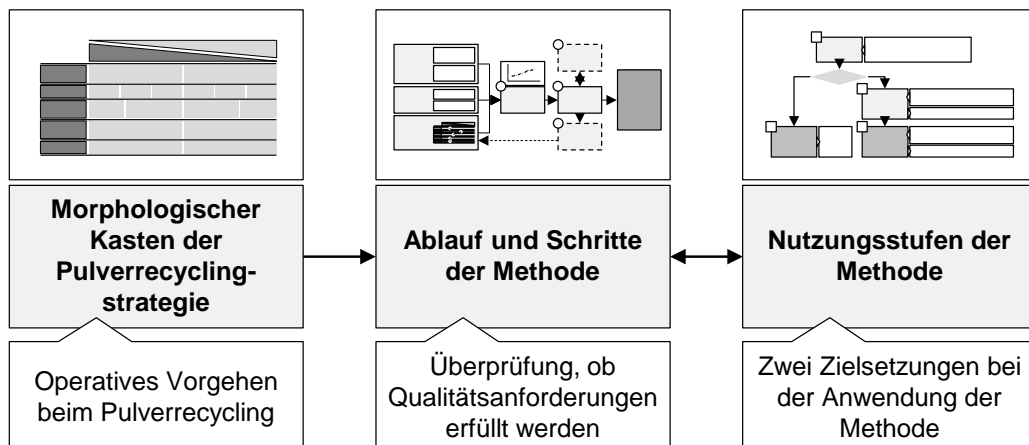 Morphologischer
Kasten der
Pulverrecycling-
strategie
Ablauf und Schritte
der Methode
Nutzungsstufen der
Methode
Operatives Vorgehen
beim Pulverrecycling
Überprüfung, ob
Qualitätsanforderungen
erfüllt werden
Zwei Zielsetzungen bei
der Anwendung der
Methode